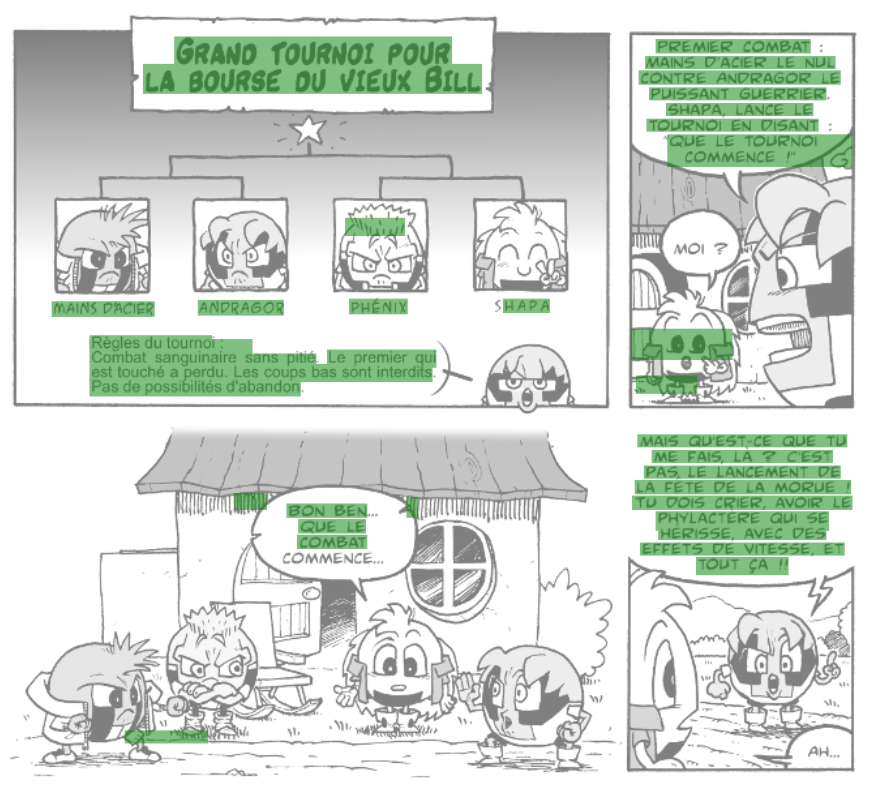 GRAND TOURNOI POUR
LA BOURSE DU VIEUX BILL
MAINS D'ACIER
ANDRAGOR
PHÉNIX
SHAPA
Règles du tournoi :
Combat sanguinaire sans pitié. Le premier qui
est touché a perdu. Les coups bas sont interdits.
Pas de possibilités d'abandon.
PREMIER COMBAT :
MAINS D'ACIER LE NUL
CONTRE ANDRAGOR LE
PUISSANT GUERRIER.
SHAPA, LANCE LE
TOURNOI EN DISANT :
"QUE LE TOURNOI
COMMENCE !"
MOI ?
BON BEN...
QUE LE
COMBAT
COMMENCE...
MAIS QU'EST-CE QUE TU
ME FAIS, LÀ ? C'EST
PAS, LE LANCEMENT DE
LA FÊTE DE LA MORUE !
TU DOIS CRIER, AVOIR LE
PHYLACTÈRE QUI SE
HÉRISSE, AVEC DES
EFFETS DE VITESSE, ET
TOUT ÇA !!
AH...